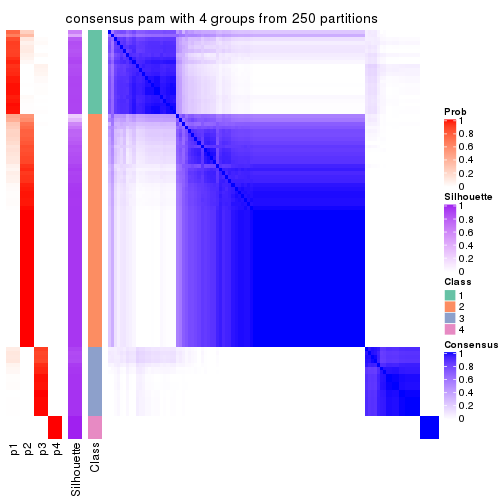 consensus pam with 4 groups from 250 partitions
Prob
1
0.8
0.6
0.4
0.2
0
Silhouette
1
0.8
0.6
0.4
0.2
0
Class
1
2
3
4
Consensus
1
0.8
0.6
0.4
0.2
0
p1
p2
p3
p4
Silhouette
Class